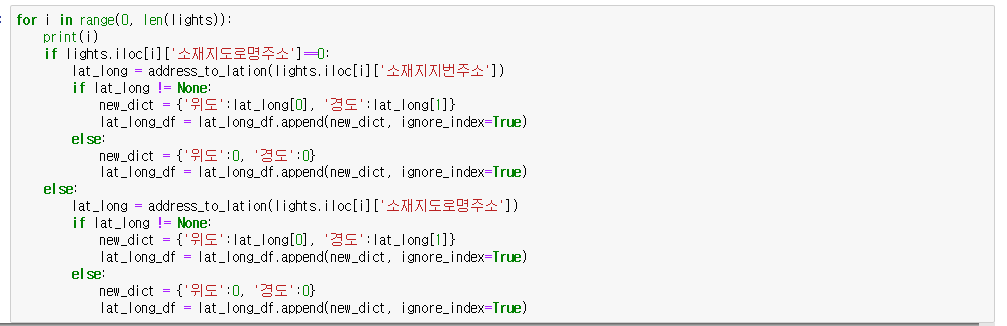 for i in range(0, len(lights)):
    print(i)
    if lights.iloc[i]['소재지도로명주소']==0:
        lat_long = address_to_lation(lights.iloc[i]['소재지지번주소'])
        if lat_long != None:
            new_dict = {'위도':lat_long[0], '경도':lat_long[1]}
            lat_long_df = lat_long_df.append(new_dict, ignore_index=True)
        else:
            new_dict = {'위도':0, '경도':0}
            lat_long_df = lat_long_df.append(new_dict, ignore_index=True)
    else:
        lat_long = address_to_lation(lights.iloc[i]['소재지도로명주소'])
        if lat_long != None:
            new_dict = {'위도':lat_long[0], '경도':lat_long[1]}
            lat_long_df = lat_long_df.append(new_dict, ignore_index=True)
        else:
            new_dict = {'위도':0, '경도':0}
            lat_long_df = lat_long_df.append(new_dict, ignore_index=True)